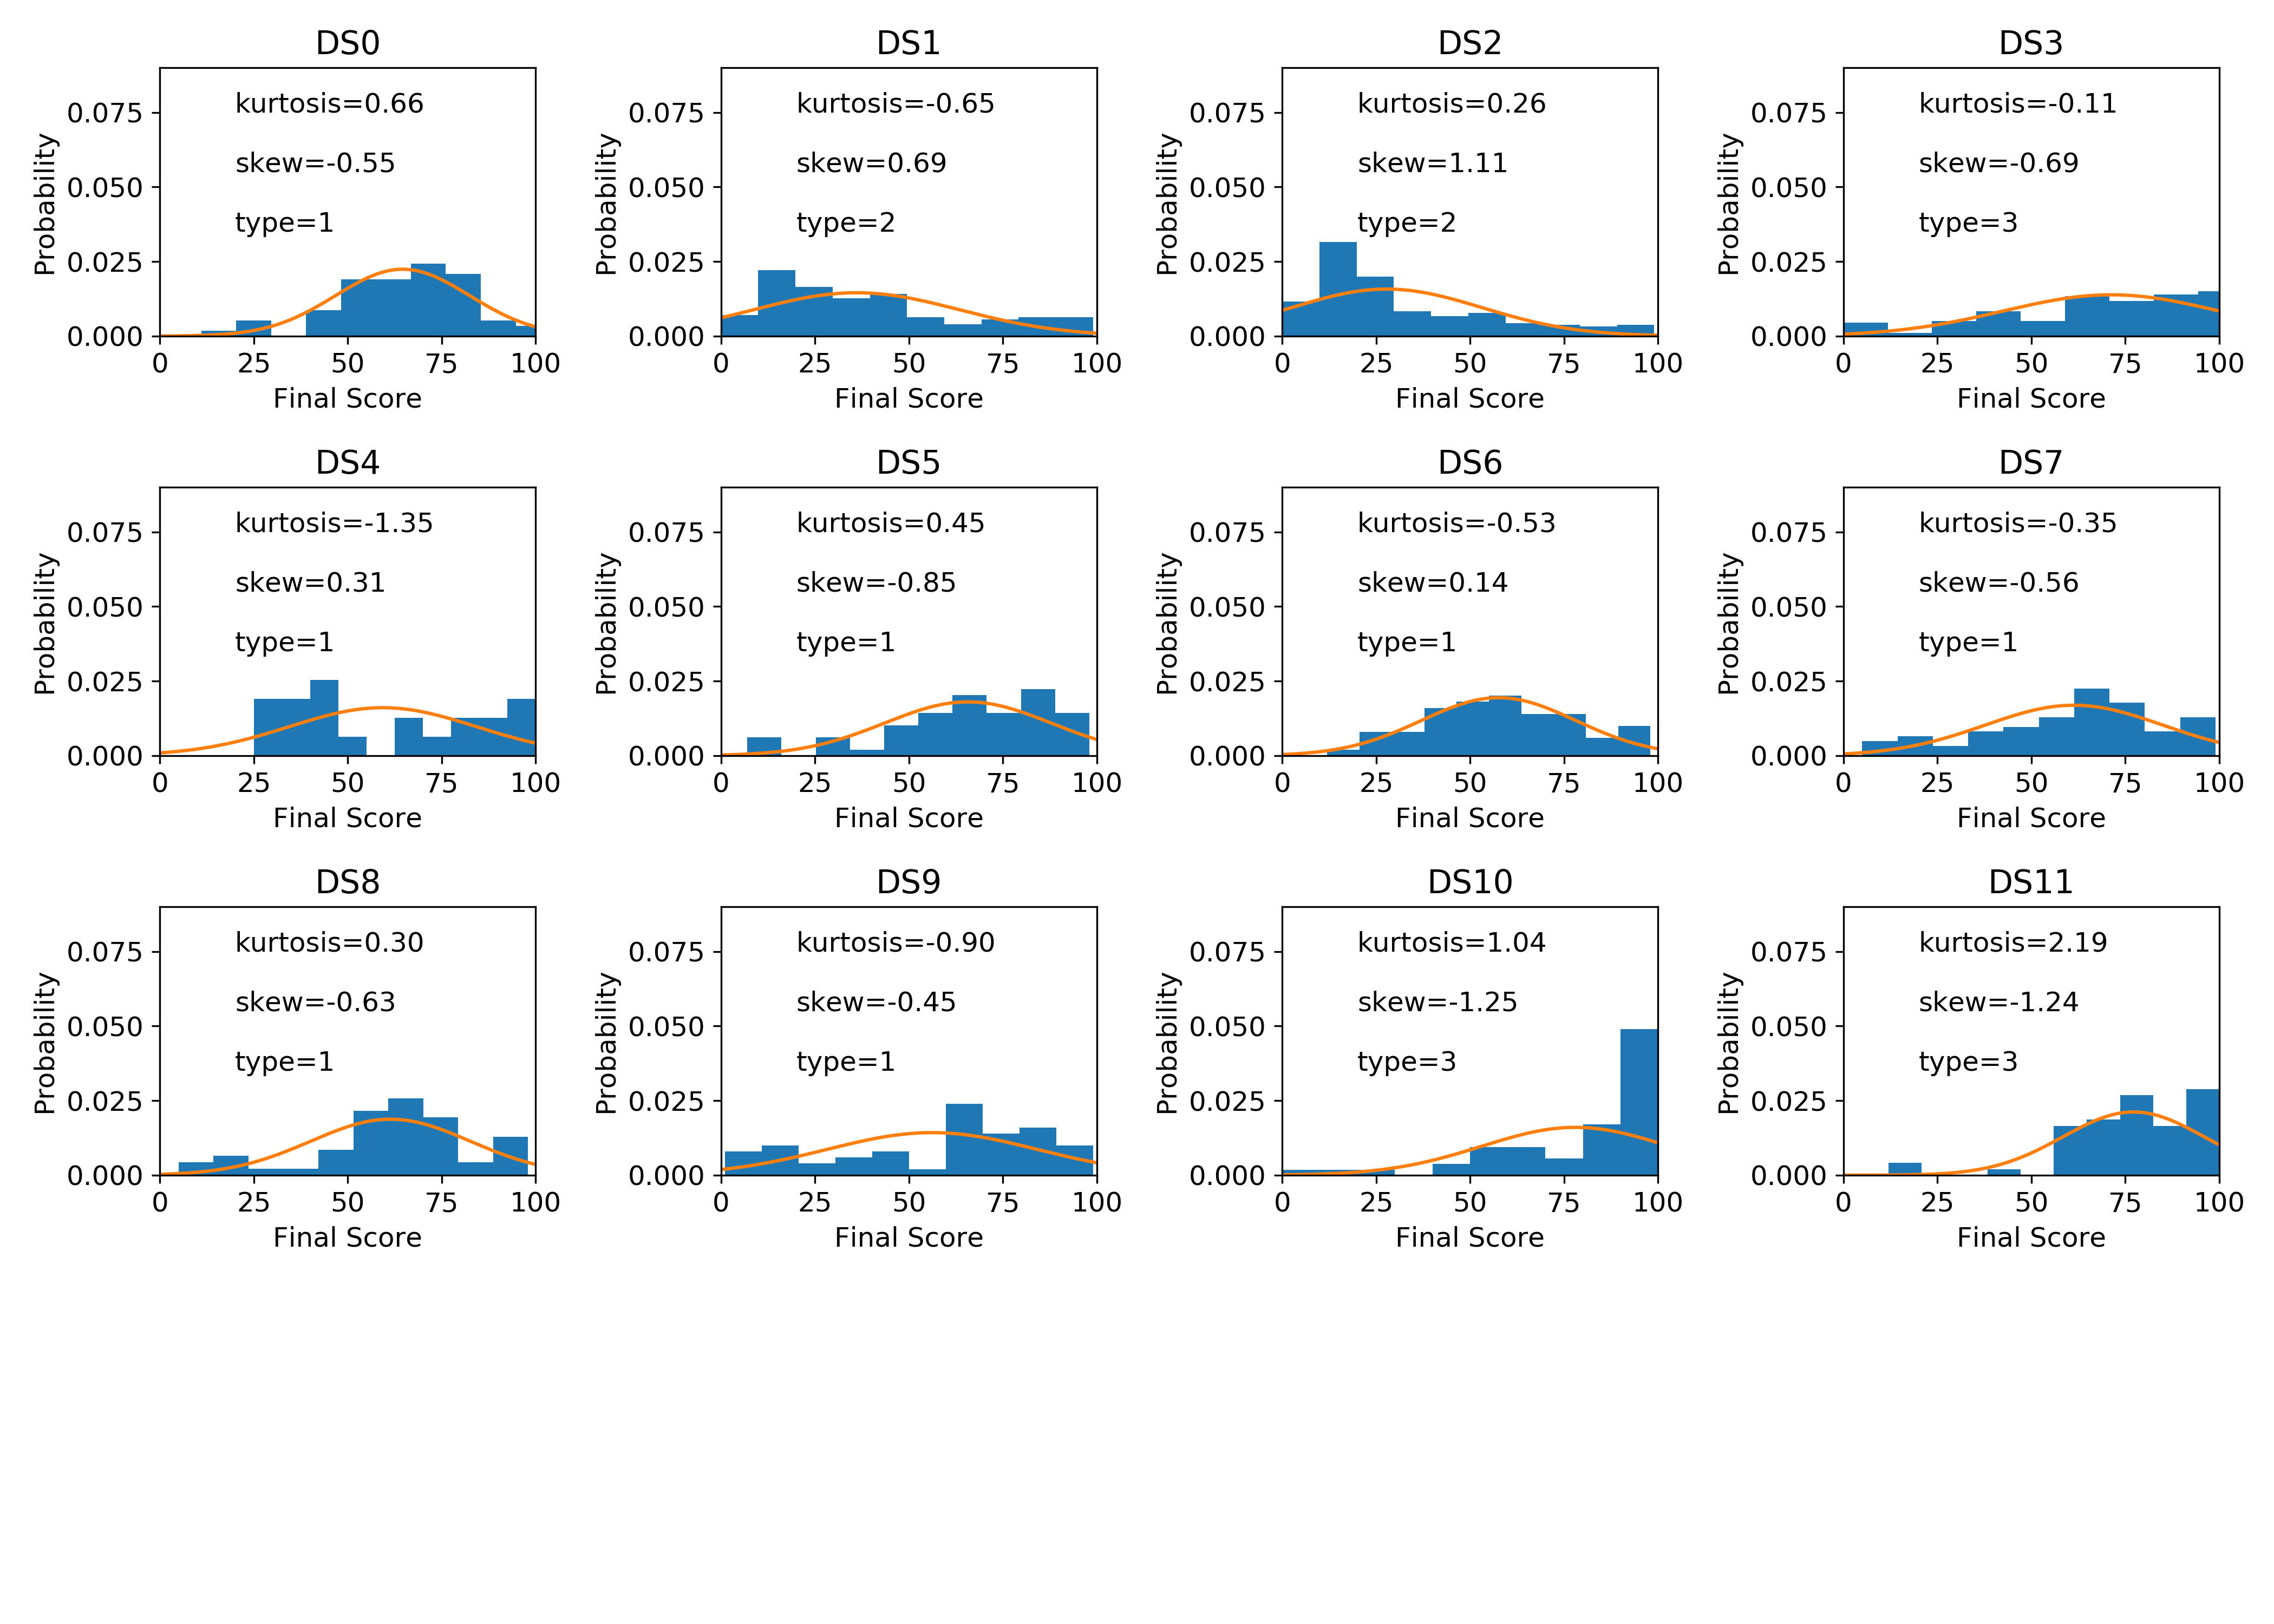 DS0
kurtosis=0.66
skew=-0.55
type=1
0.075
0.050
0.025
0.000
Probability
0 25 50 75 100
Final Score
DS1
kurtosis=-0.65
skew=0.69
type=2
0.075
0.050
0.025
0.000
Probability
0 25 50 75 100
Final Score
DS2
kurtosis=0.26
skew=1.11
type=2
0.075
0.050
0.025
0.000
Probability
0 25 50 75 100
Final Score
DS3
kurtosis=-0.11
skew=-0.69
type=3
0.075
0.050
0.025
0.000
Probability
0 25 50 75 100
Final Score
DS4
kurtosis=-1.35
skew=0.31
type=1
0.075
0.050
0.025
0.000
Probability
0 25 50 75 100
Final Score
DS5
kurtosis=0.45
skew=-0.85
type=1
0.075
0.050
0.025
0.000
Probability
0 25 50 75 100
Final Score
DS6
kurtosis=-0.53
skew=0.14
type=1
0.075
0.050
0.025
0.000
Probability
0 25 50 75 100
Final Score
DS7
kurtosis=-0.35
skew=-0.56
type=1
0.075
0.050
0.025
0.000
Probability
0 25 50 75 100
Final Score
DS8
kurtosis=0.30
skew=-0.63
type=1
0.075
0.050
0.025
0.000
Probability
0 25 50 75 100
Final Score
DS9
kurtosis=-0.90
skew=-0.45
type=1
0.075
0.050
0.025
0.000
Probability
0 25 50 75 100
Final Score
DS10
kurtosis=1.04
skew=-1.25
type=3
0.075
0.050
0.025
0.000
Probability
0 25 50 75 100
Final Score
DS11
kurtosis=2.19
skew=-1.24
type=3
0.075
0.050
0.025
0.000
Probability
0 25 50 75 100
Final Score